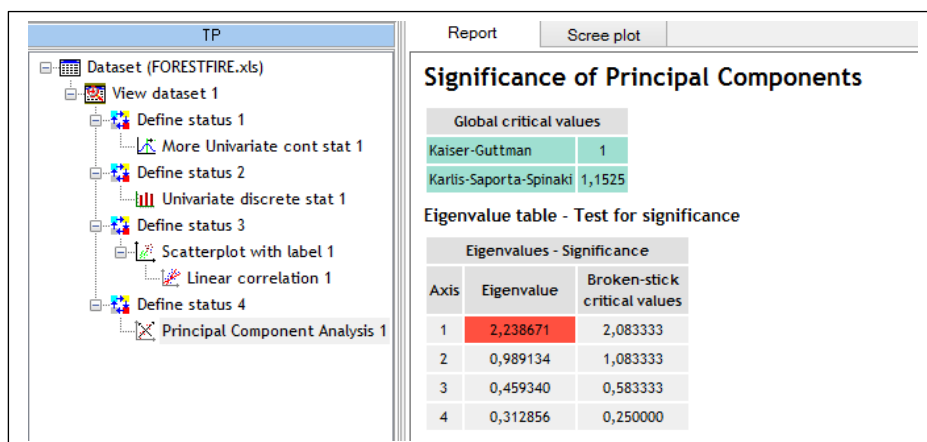 TP
Dataset (FORESTFIRE.xls)
View dataset 1
Define status 1
More Univariate cont stat 1
Define status 2
Univariate discrete stat 1
Define status 3
Scatterplot with label 1
Linear correlation 1
Define status 4
Principal Component Analysis 1
Report Scree plot
Significance of Principal Components
Global critical values
Kaiser-Guttman 1
Karlis-Saporta-Spinaki 1,1525
Eigenvalue table - Test for significance
Eigenvalues - Significance
Axis Eigenvalue Broken-stick
critical values
1 2,238671 2,083333
2 0,989134 1,083333
3 0,459340 0,583333
4 0,312856 0,250000